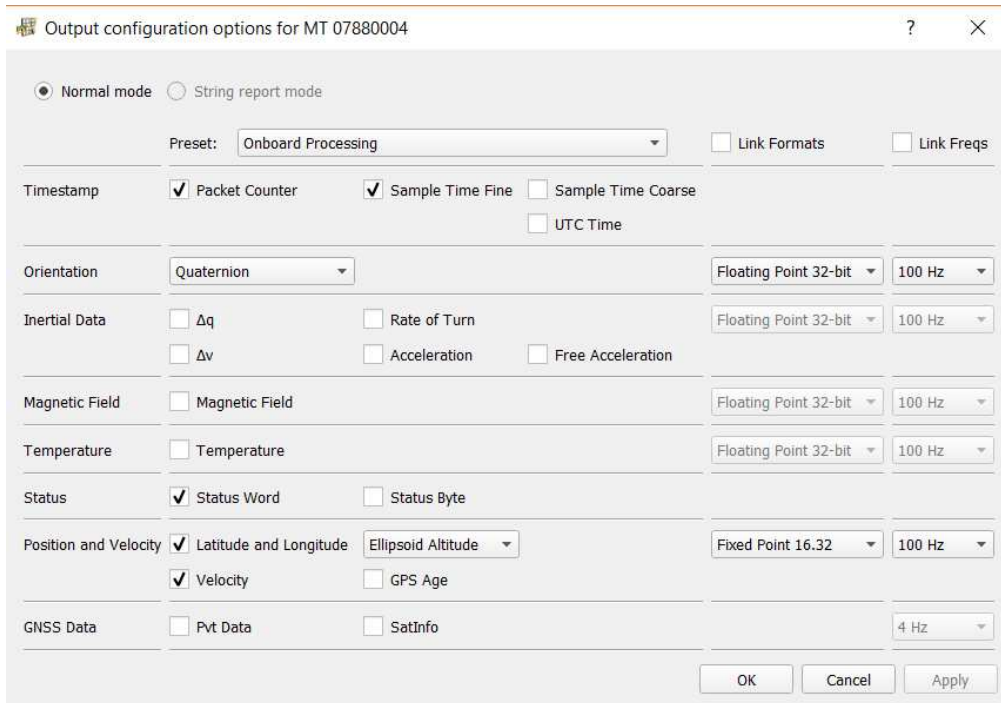 Output configuration options for MT 07880004 ?
Normal mode String report mode
Preset: Onboard Processing Link Formats Link Freqs
Timestamp Packet Counter Sample Time Fine Sample Time Coarse
UTC Time
Orientation Quaternion Floating Point 32-bit 100 Hz
Inertial Data Δq Rate of Turn Floating Point 32-bit 100 Hz
Δv Acceleration Free Acceleration
Magnetic Field Magnetic Field Floating Point 32-bit 100 Hz
Temperature Temperature Floating Point 32-bit 100 Hz
Status Status Word Status Byte
Position and Velocity Latitude and Longitude Ellipsoid Altitude Fixed Point 16.32 100 Hz
Velocity GPS Age
GNSS Data Pvt Data SatInfo 4 Hz
OK Cancel Apply